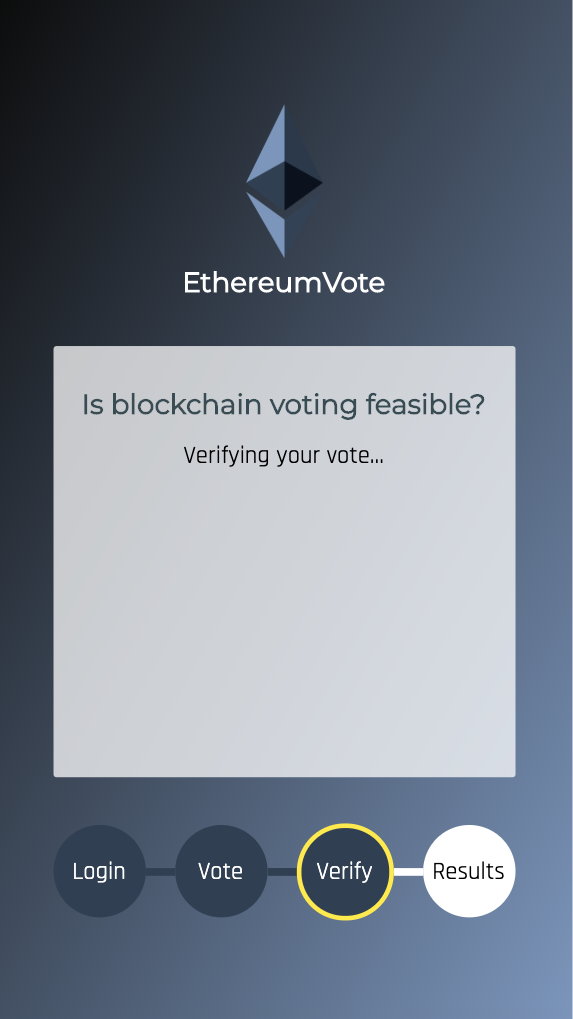 EthereumVote
Is blockchain voting feasible?
Verifying your vote...
Login
Vote
Verify
Results